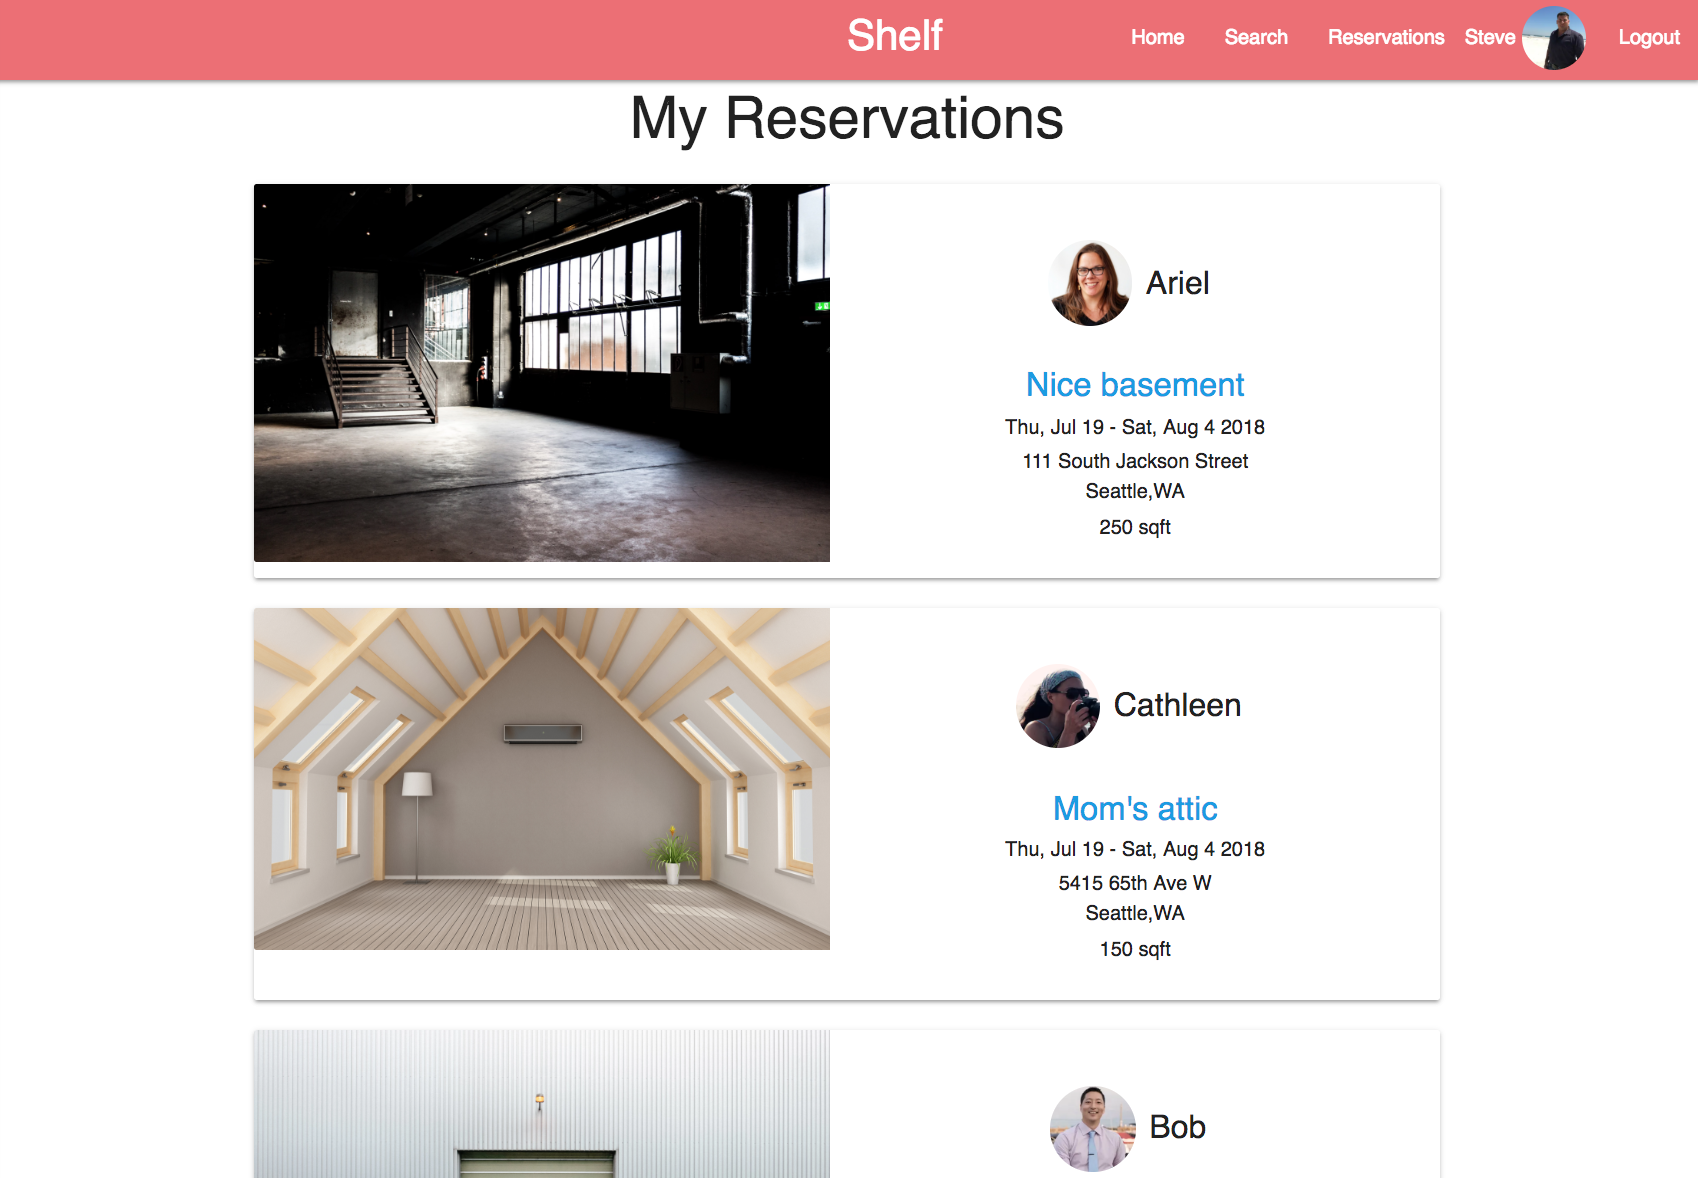 Shelf
Home Search Reservations Steve Logout
My Reservations
Ariel
Nice basement
Thu, Jul 19 - Sat, Aug 4 2018
111 South Jackson Street
Seattle,WA
250 sqft
Cathleen
Mom's attic
Thu, Jul 19 - Sat, Aug 4 2018
5415 65th Ave W
Seattle,WA
150 sqft
Bob